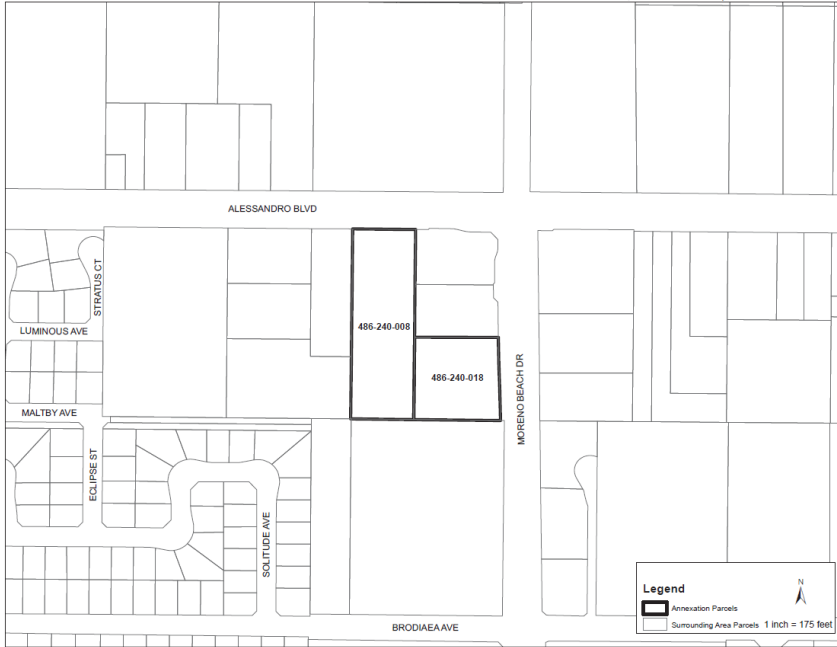 ALESSANDRO BLVD
STRATUS CT
LUMINOUS AVE
486-240-008
486-240-018
MORENO BEACH DR
MALTBY AVE
ECLIPSE ST
SOLITUDE AVE
BRODIAEA AVE
Legend
N
Annexation Parcels
Surrounding Area Parcels 1 inch = 175 feet